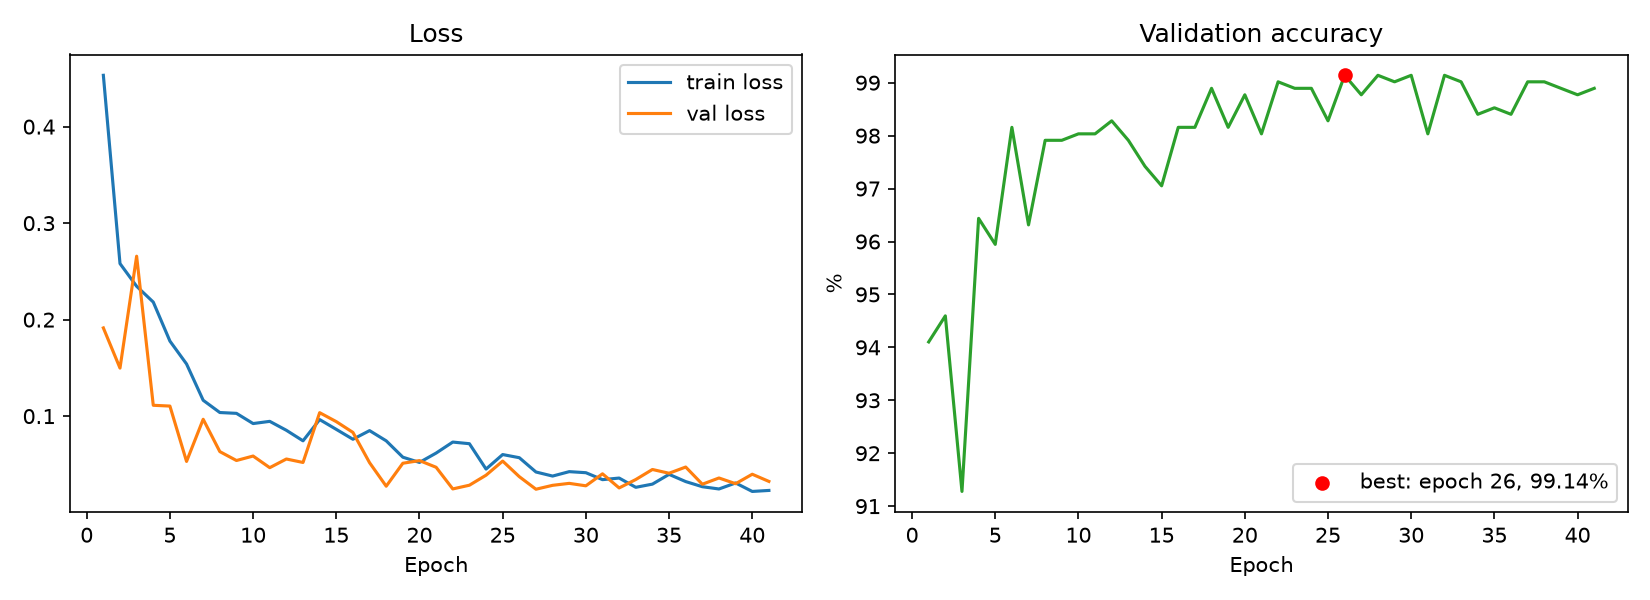 Loss
train loss
val loss
0.4
0.3
0.2
0.1
0 5 10 15 20 25 30 35 40
Epoch
Validation accuracy
%
99
98
97
96
95
94
93
92
91
best: epoch 26, 99.14%
0 5 10 15 20 25 30 35 40
Epoch